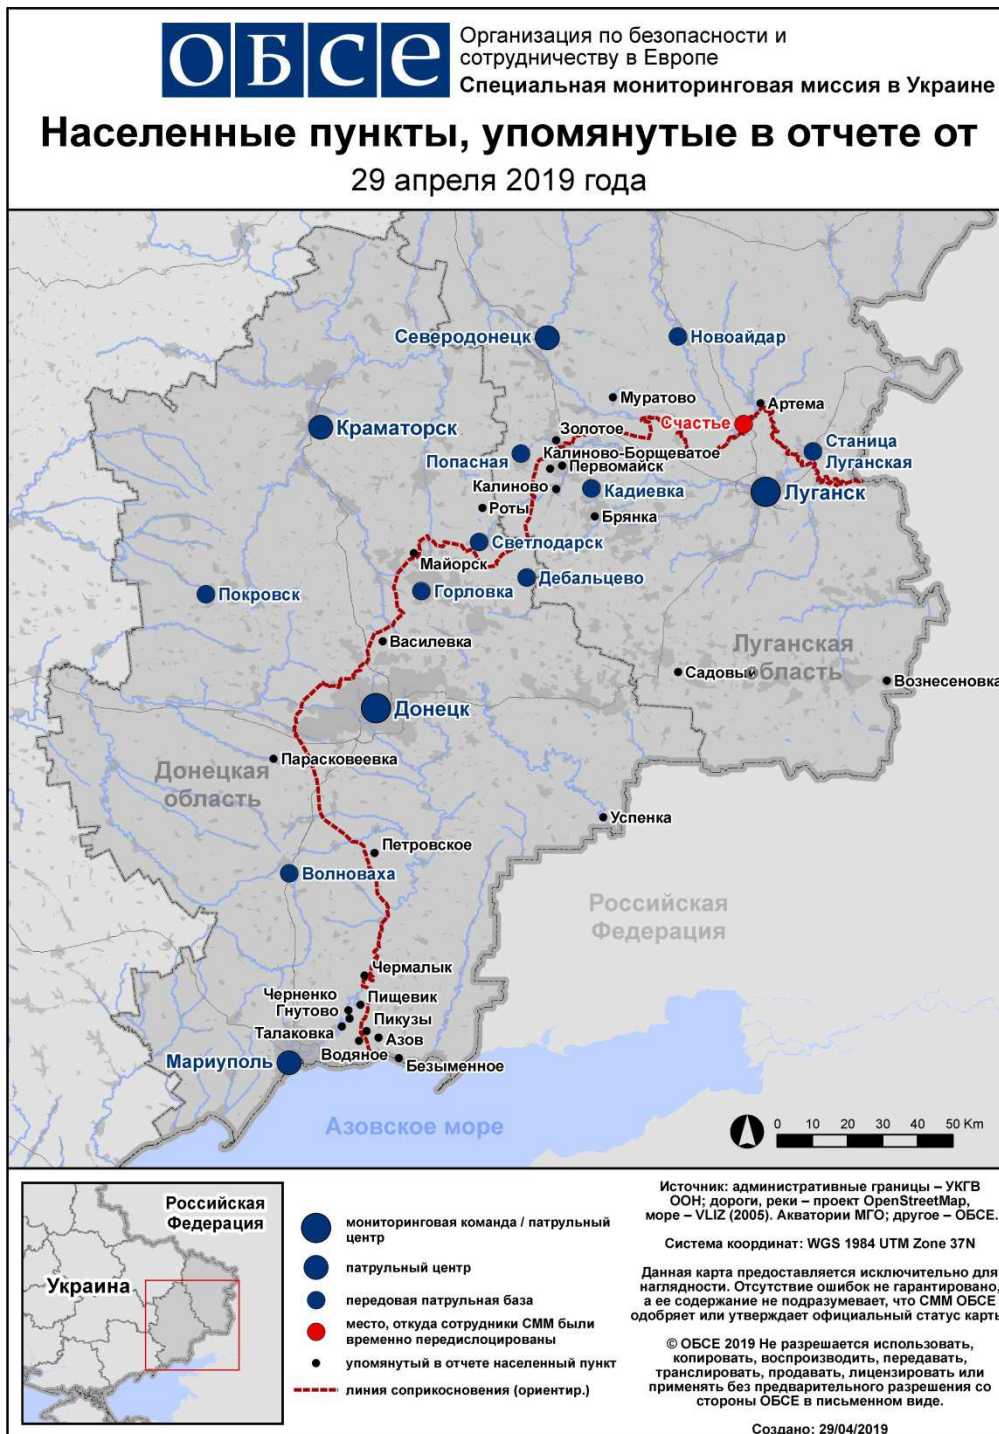 ОБСЕ
Организация по безопасности и
сотрудничеству в Европе
Специальная мониторинговая миссия в Украине
Населенные пункты, упомянутые в отчете от
29 апреля 2019 года
Северодонецк
Новоайдар
Муратово
Артема
Счастье
Краматорск
Золотое
Станица
Луганская
Попасная
Калиново-Борщеватое
Первомайск
Калиново
Кадиевка
Луганск
Роты
Брянка
Светлодарск
Майорск
Дебальцево
Покровск
Горловка
Василевка
Луганская
область
Садовый
Вознесеновка
Донецк
Парасковеевка
Донецкая
область
Успенка
Петровское
Волноваха
Российская
Федерация
Чермалык
Черненко
Пищевик
Гнутово
Пикузы
Талаковка
Азов
Водяное
Мариуполь
Безыменное
Азовское море
0 10 20 30 40 50 Km
Российская
Федерация
Украина
мониторинговая команда / патрульный
центр
патрульный центр
передовая патрульная база
место, откуда сотрудники СММ были
временно передислоцированы
упомянутый в отчете населенный пункт
линия соприкосновения (ориентир.)
Источник: административные границы – УКГВ
ООН; дороги, реки – проект OpenStreetMap,
море – VLIZ (2005). Акватории МГО; другое – ОБСЕ.
Система координат: WGS 1984 UTM Zone 37N
Данная карта предоставляется исключительно для
наглядности. Отсутствие ошибок не гарантировано,
а ее содержание не подразумевает, что СММ ОБСЕ
одобряет или утверждает официальный статус карты
© ОБСЕ 2019 Не разрешается использовать,
копировать, воспроизводить, передавать,
транслировать, продавать, лицензировать или
применять без предварительного разрешения со
стороны ОБСЕ в письменном виде.
Создано: 29/04/2019